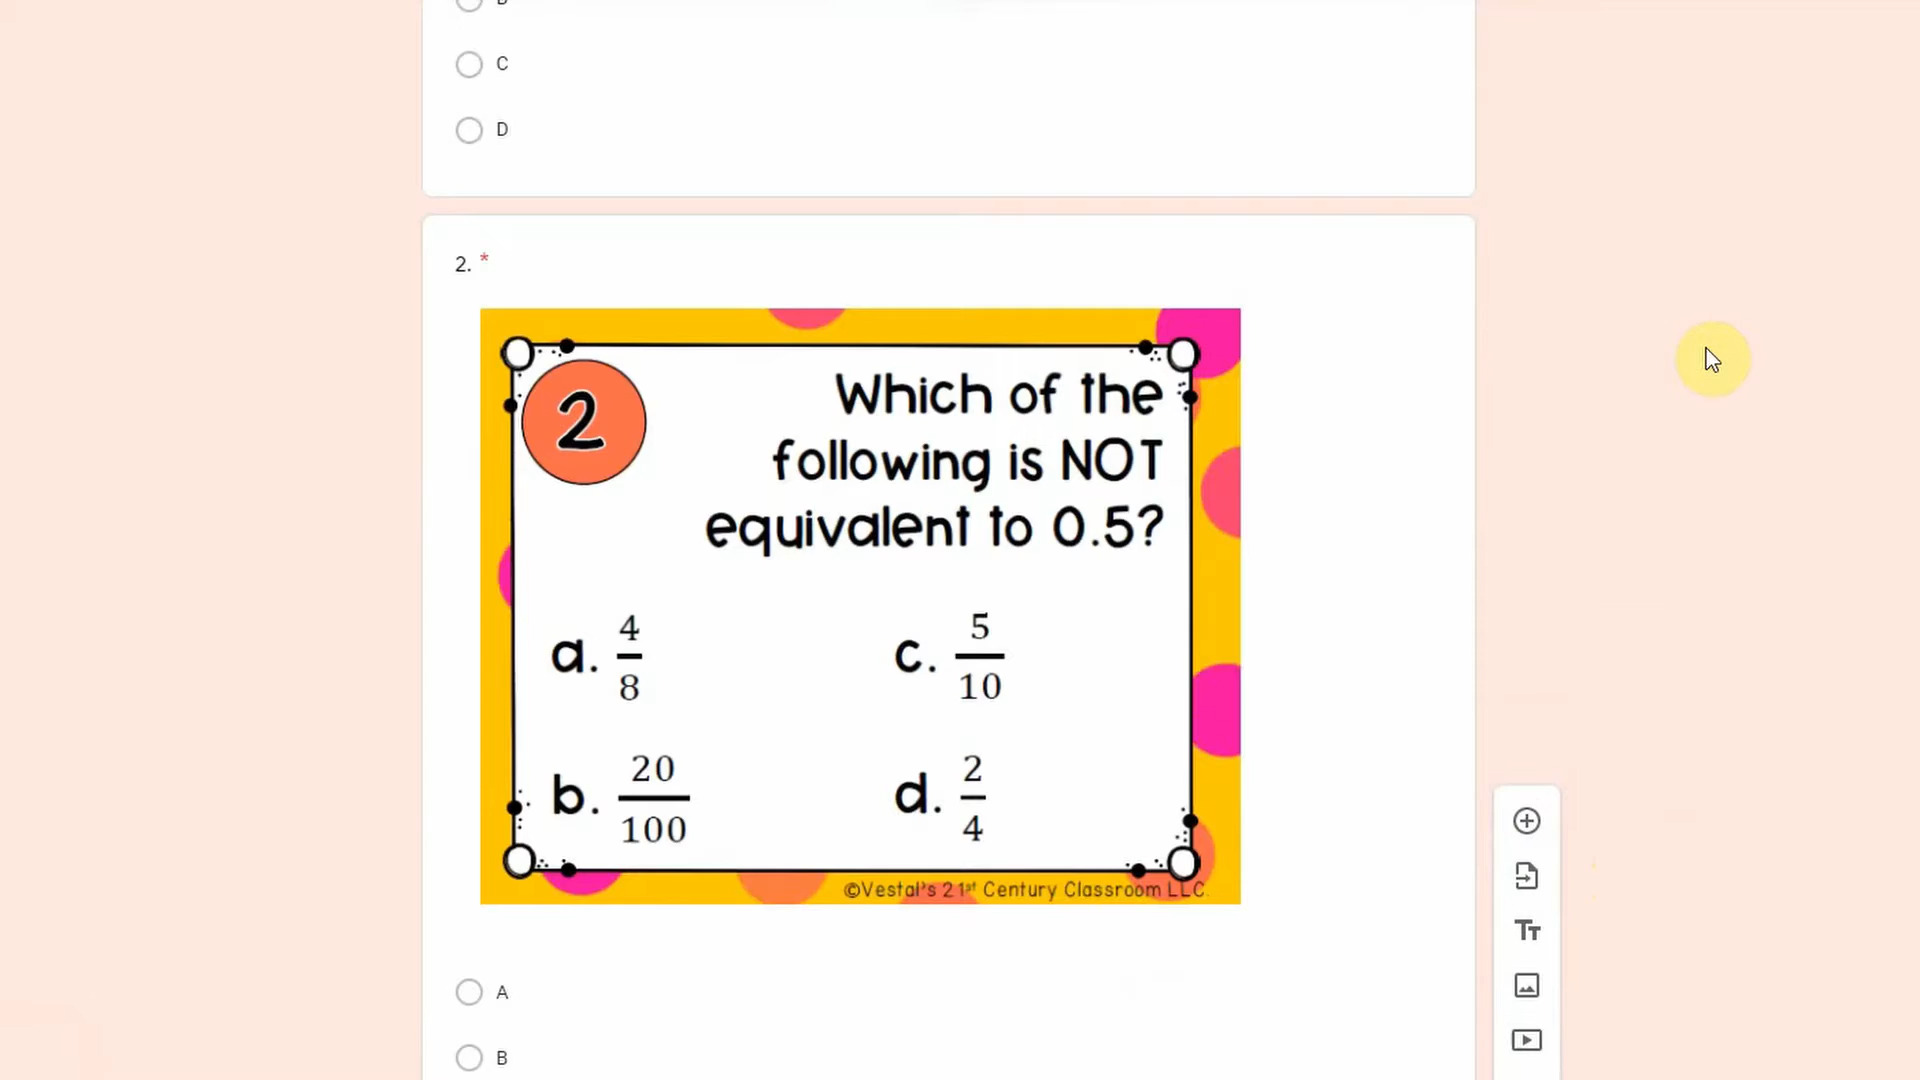 C
D
2. *
2
Which of the
following is NOT
equivalent to 0.5?
a. 4/8
c. 5/10
b. 20/100
d. 2/4
©Vestal's 21st Century Classroom LLC.
A
B